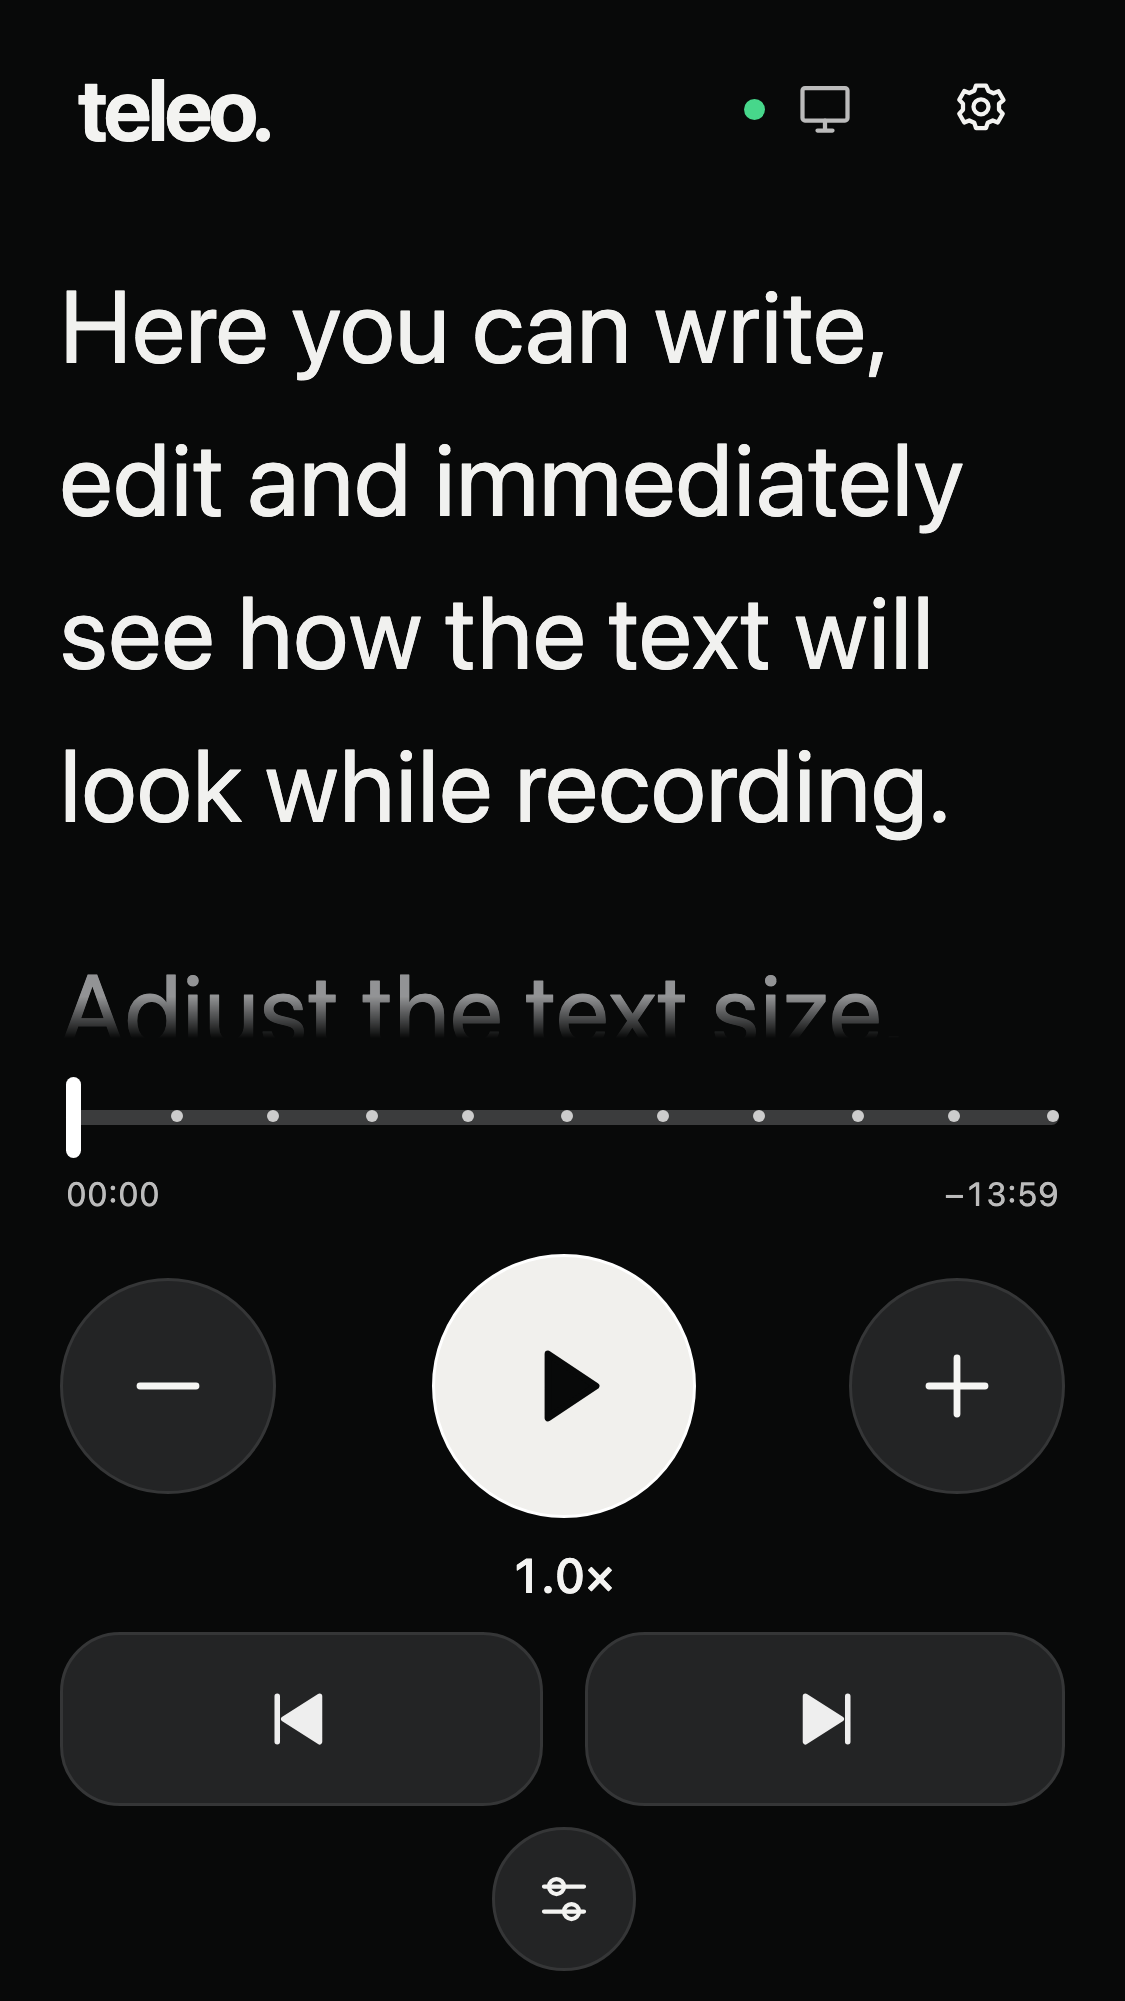 teleo.
Here you can write,
edit and immediately
see how the text will
look while recording.
Adjust the text size,
00:00
−13:59
1.0×